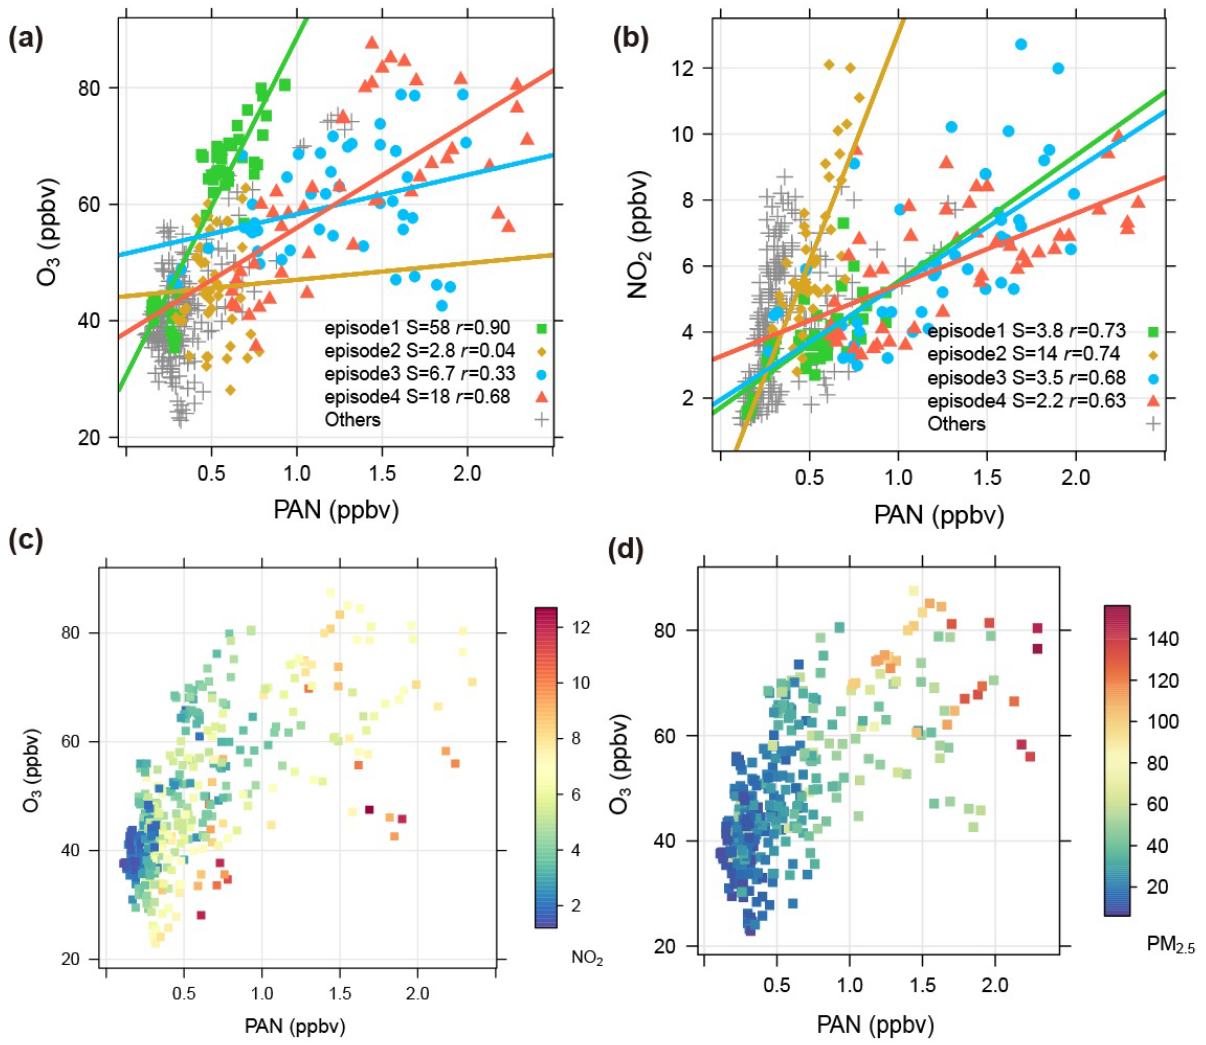 (a)
O3 (ppbv)
80
60
40
20
episode1 S=58 r=0.90
episode2 S=2.8 r=0.04
episode3 S=6.7 r=0.33
episode4 S=18 r=0.68
Others
0.5 1.0 1.5 2.0
PAN (ppbv)
(b)
NO2 (ppbv)
12
10
8
6
4
2
episode1 S=3.8 r=0.73
episode2 S=14 r=0.74
episode3 S=3.5 r=0.68
episode4 S=2.2 r=0.63
Others
0.5 1.0 1.5 2.0
PAN (ppbv)
(c)
O3 (ppbv)
80
60
40
20
0.5 1.0 1.5 2.0
PAN (ppbv)
12
10
8
6
4
2
NO2
(d)
O3 (ppbv)
80
60
40
20
0.5 1.0 1.5 2.0
PAN (ppbv)
140
120
100
80
60
40
20
PM2.5